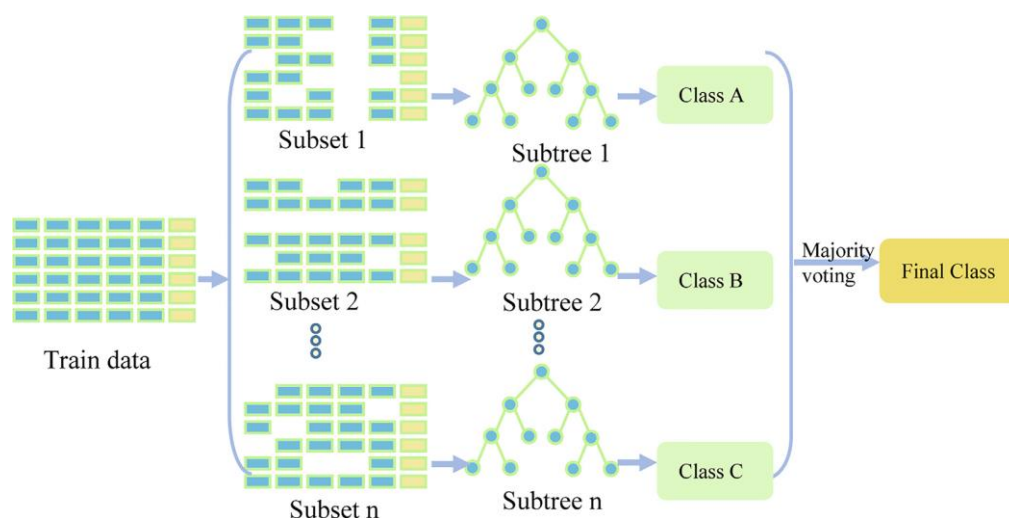 Subset 1
Subtree 1
Class A
Train data
Subset 2
Subtree 2
Class B
Majority
voting
Final Class
Subset n
Subtree n
Class C